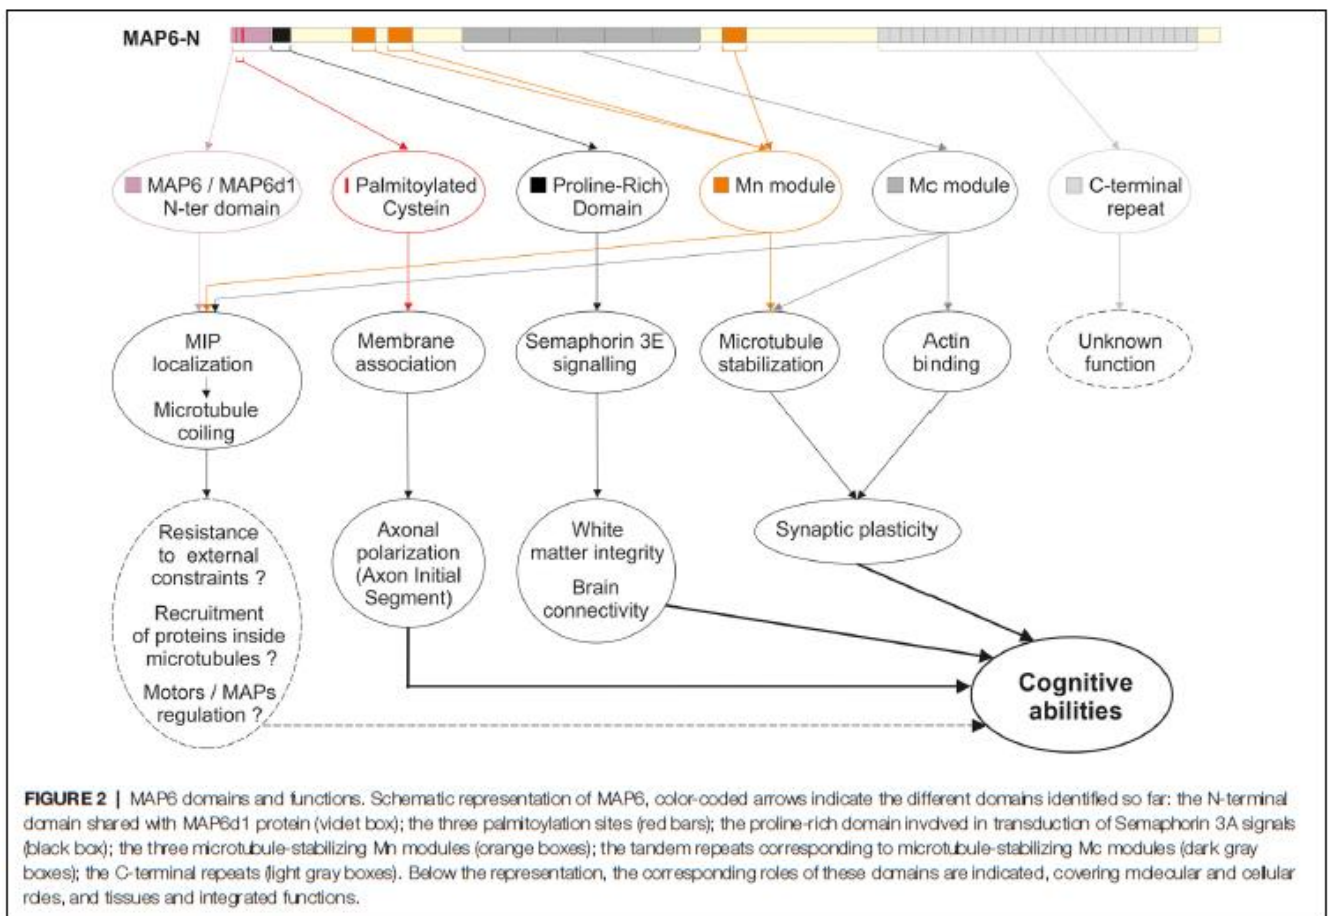 MAP6-N
MAP6 / MAP6d1
N-ter domain
Palmitoylated
Cystein
Proline-Rich
Domain
Mn module
Mc module
C-terminal
repeat
MIP
localization
Microtubule
coiling
Membrane
association
Semaphorin 3E
signalling
Microtubule
stabilization
Actin
binding
Unknown
function
Resistance
to external
constraints ?
Recruitment
of proteins inside
microtubules ?
Motors / MAPs
regulation ?
Axonal
polarization
(Axon Initial
Segment)
White
matter integrity
Brain
connectivity
Synaptic plasticity
Cognitive
abilities
FIGURE 2 | MAP6 domains and functions. Schematic representation of MAP6, color-coded arrows indicate the different domains identified so far: the N-terminal
domain shared with MAP6d1 protein (violet box); the three palmitoylation sites (red bars); the proline-rich domain involved in transduction of Semaphorin 3A signals
(black box); the three microtubule-stabilizing Mn modules (orange boxes); the tandem repeats corresponding to microtubule-stabilizing Mc modules (dark gray
boxes); the C-terminal repeats (light gray boxes). Below the representation, the corresponding roles of these domains are indicated, covering molecular and cellular
roles, and tissues and integrated functions.